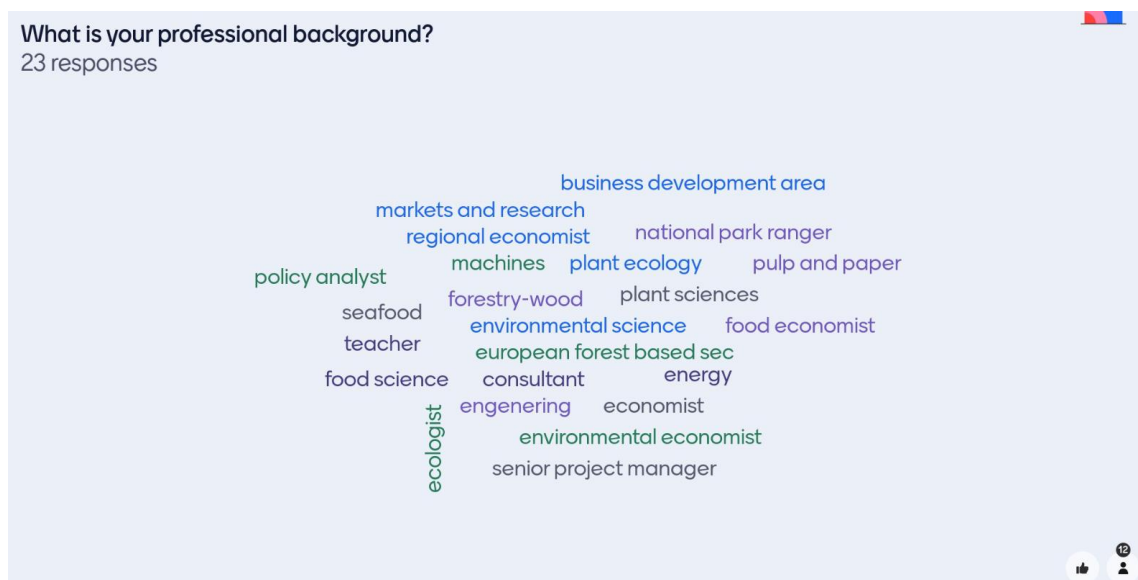 What is your professional background?
23 responses
business development area
markets and research
regional economist
national park ranger
machines
plant ecology
pulp and paper
policy analyst
forestry-wood
plant sciences
seafood
environmental science
food economist
teacher
european forest based sec
food science
consultant
energy
engenering
economist
ecologist
environmental economist
senior project manager
12